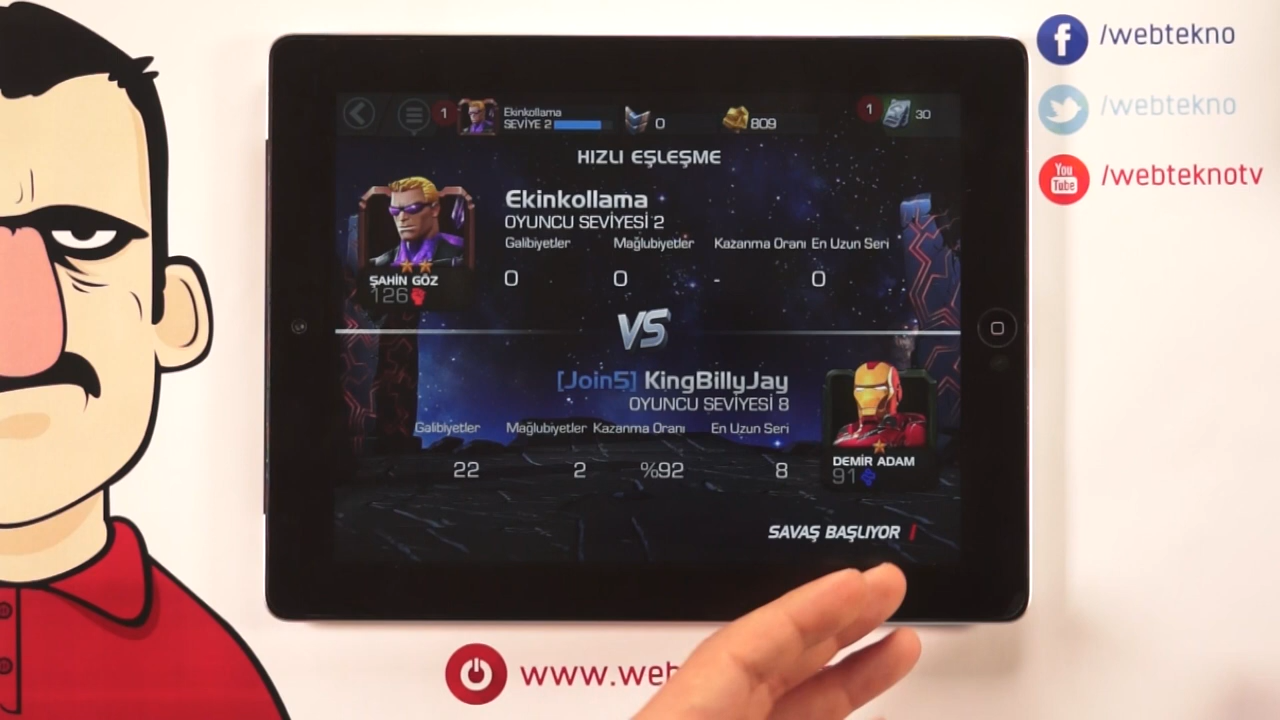 /webtekno
/webtekno
You
Tube
/webteknotv
1
Ekinkollama
SEVİYE 2
0
809
1
30
HIZLI EŞLEŞME
Ekinkollama
OYUNCU SEVİYESİ 2
Galibiyetler Mağlubiyetler Kazanma Oranı En Uzun Seri
0 0 - 0
ŞAHİN GÖZ
126
VS
[Join5] KingBillyJay
OYUNCU SEVİYESİ 8
Galibiyetler Mağlubiyetler Kazanma Oranı En Uzun Seri
22 2 %92 8
DEMİR ADAM
91
SAVAŞ BAŞLIYOR
www.web